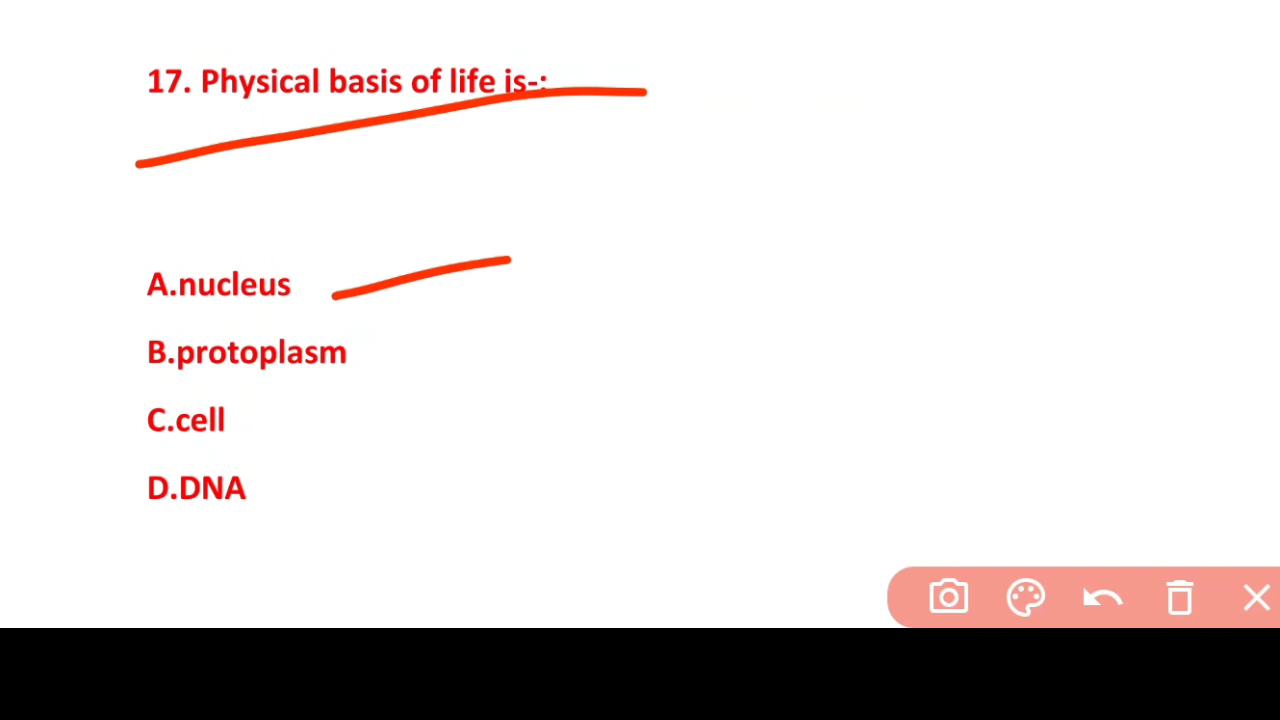 17. Physical basis of life is-:
A.nucleus
B.protoplasm
C.cell
D.DNA